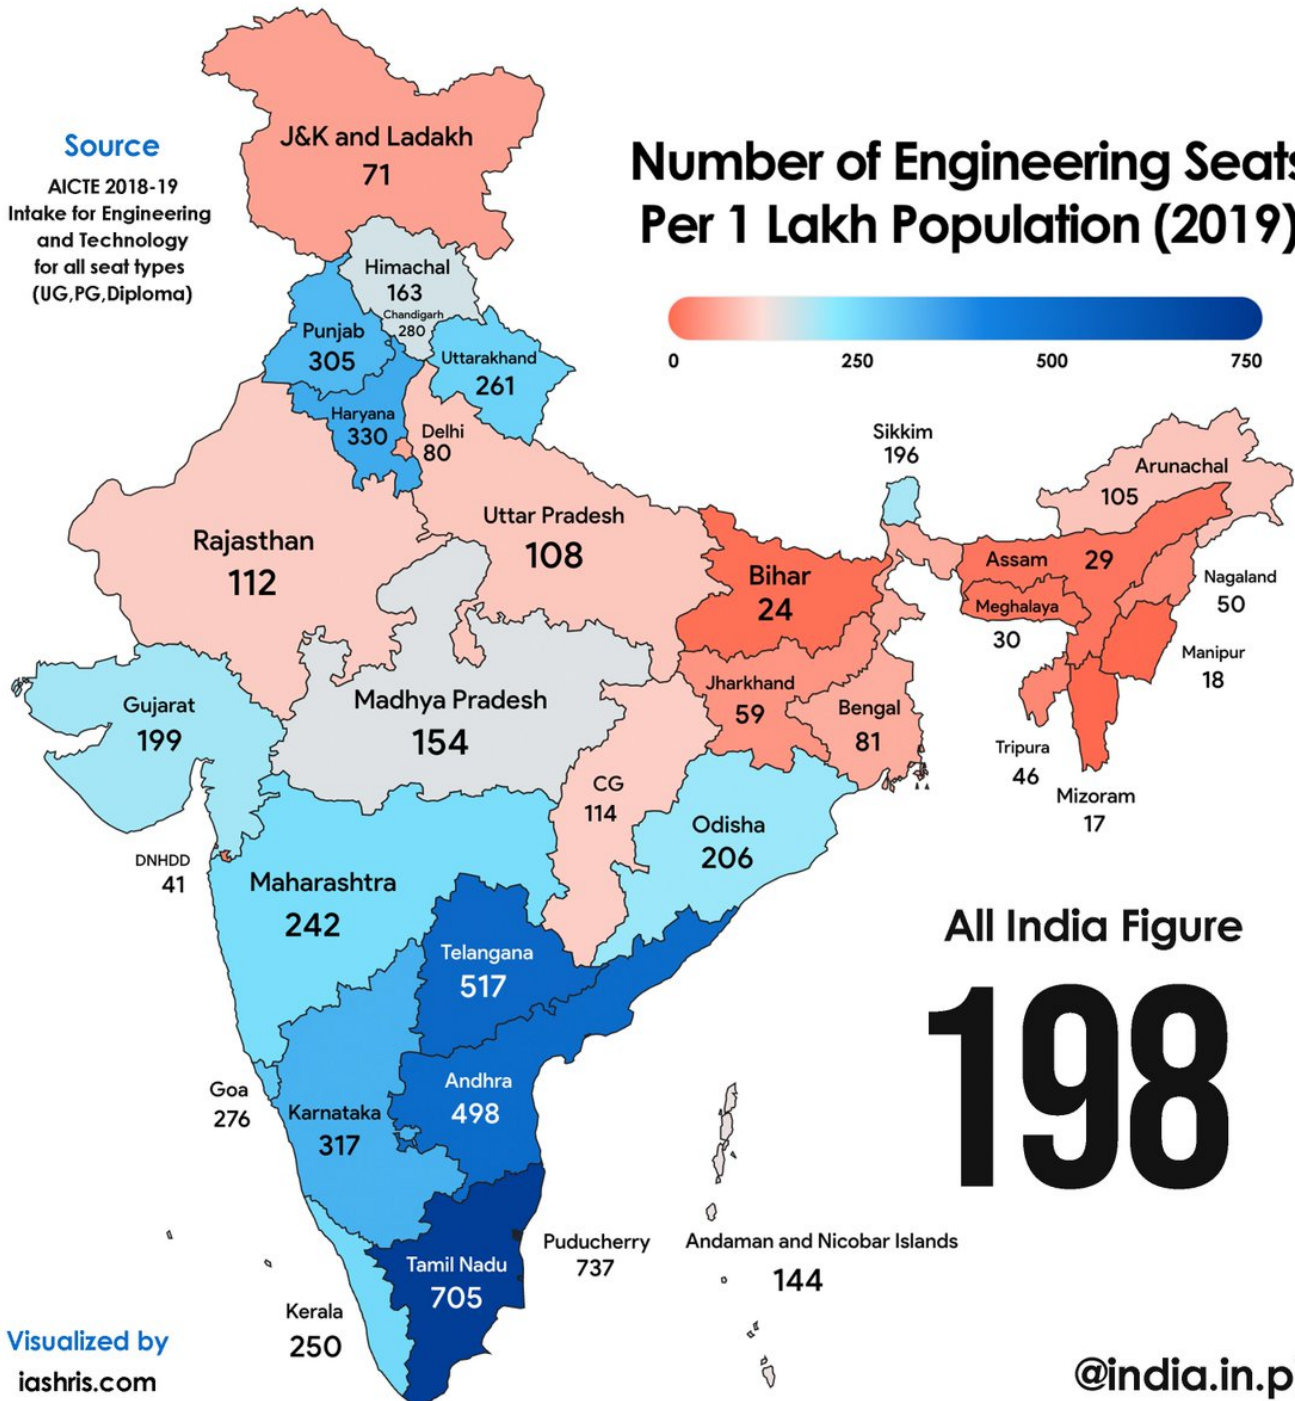 Source
AICTE 2018-19
Intake for Engineering
and Technology
for all seat types
(UG,PG,Diploma)
Number of Engineering Seats
Per 1 Lakh Population (2019)
0 250 500 750
J&K and Ladakh
71
Himachal
163
Chandigarh
280
Punjab
305
Uttarakhand
261
Haryana
330
Delhi
80
Sikkim
196
Arunachal
105
Rajasthan
112
Uttar Pradesh
108
Bihar
24
Assam 29
Nagaland
50
Meghalaya
30
Manipur
18
Gujarat
199
Madhya Pradesh
154
Jharkhand
59
Bengal
81
Tripura
46
Mizoram
17
CG
114
Odisha
206
DNHDD
41
Maharashtra
242
All India Figure
198
Telangana
517
Goa
276
Karnataka
317
Andhra
498
Puducherry
737
Andaman and Nicobar Islands
144
Tamil Nadu
705
Kerala
250
Visualized by
iashris.com
@india.in.p